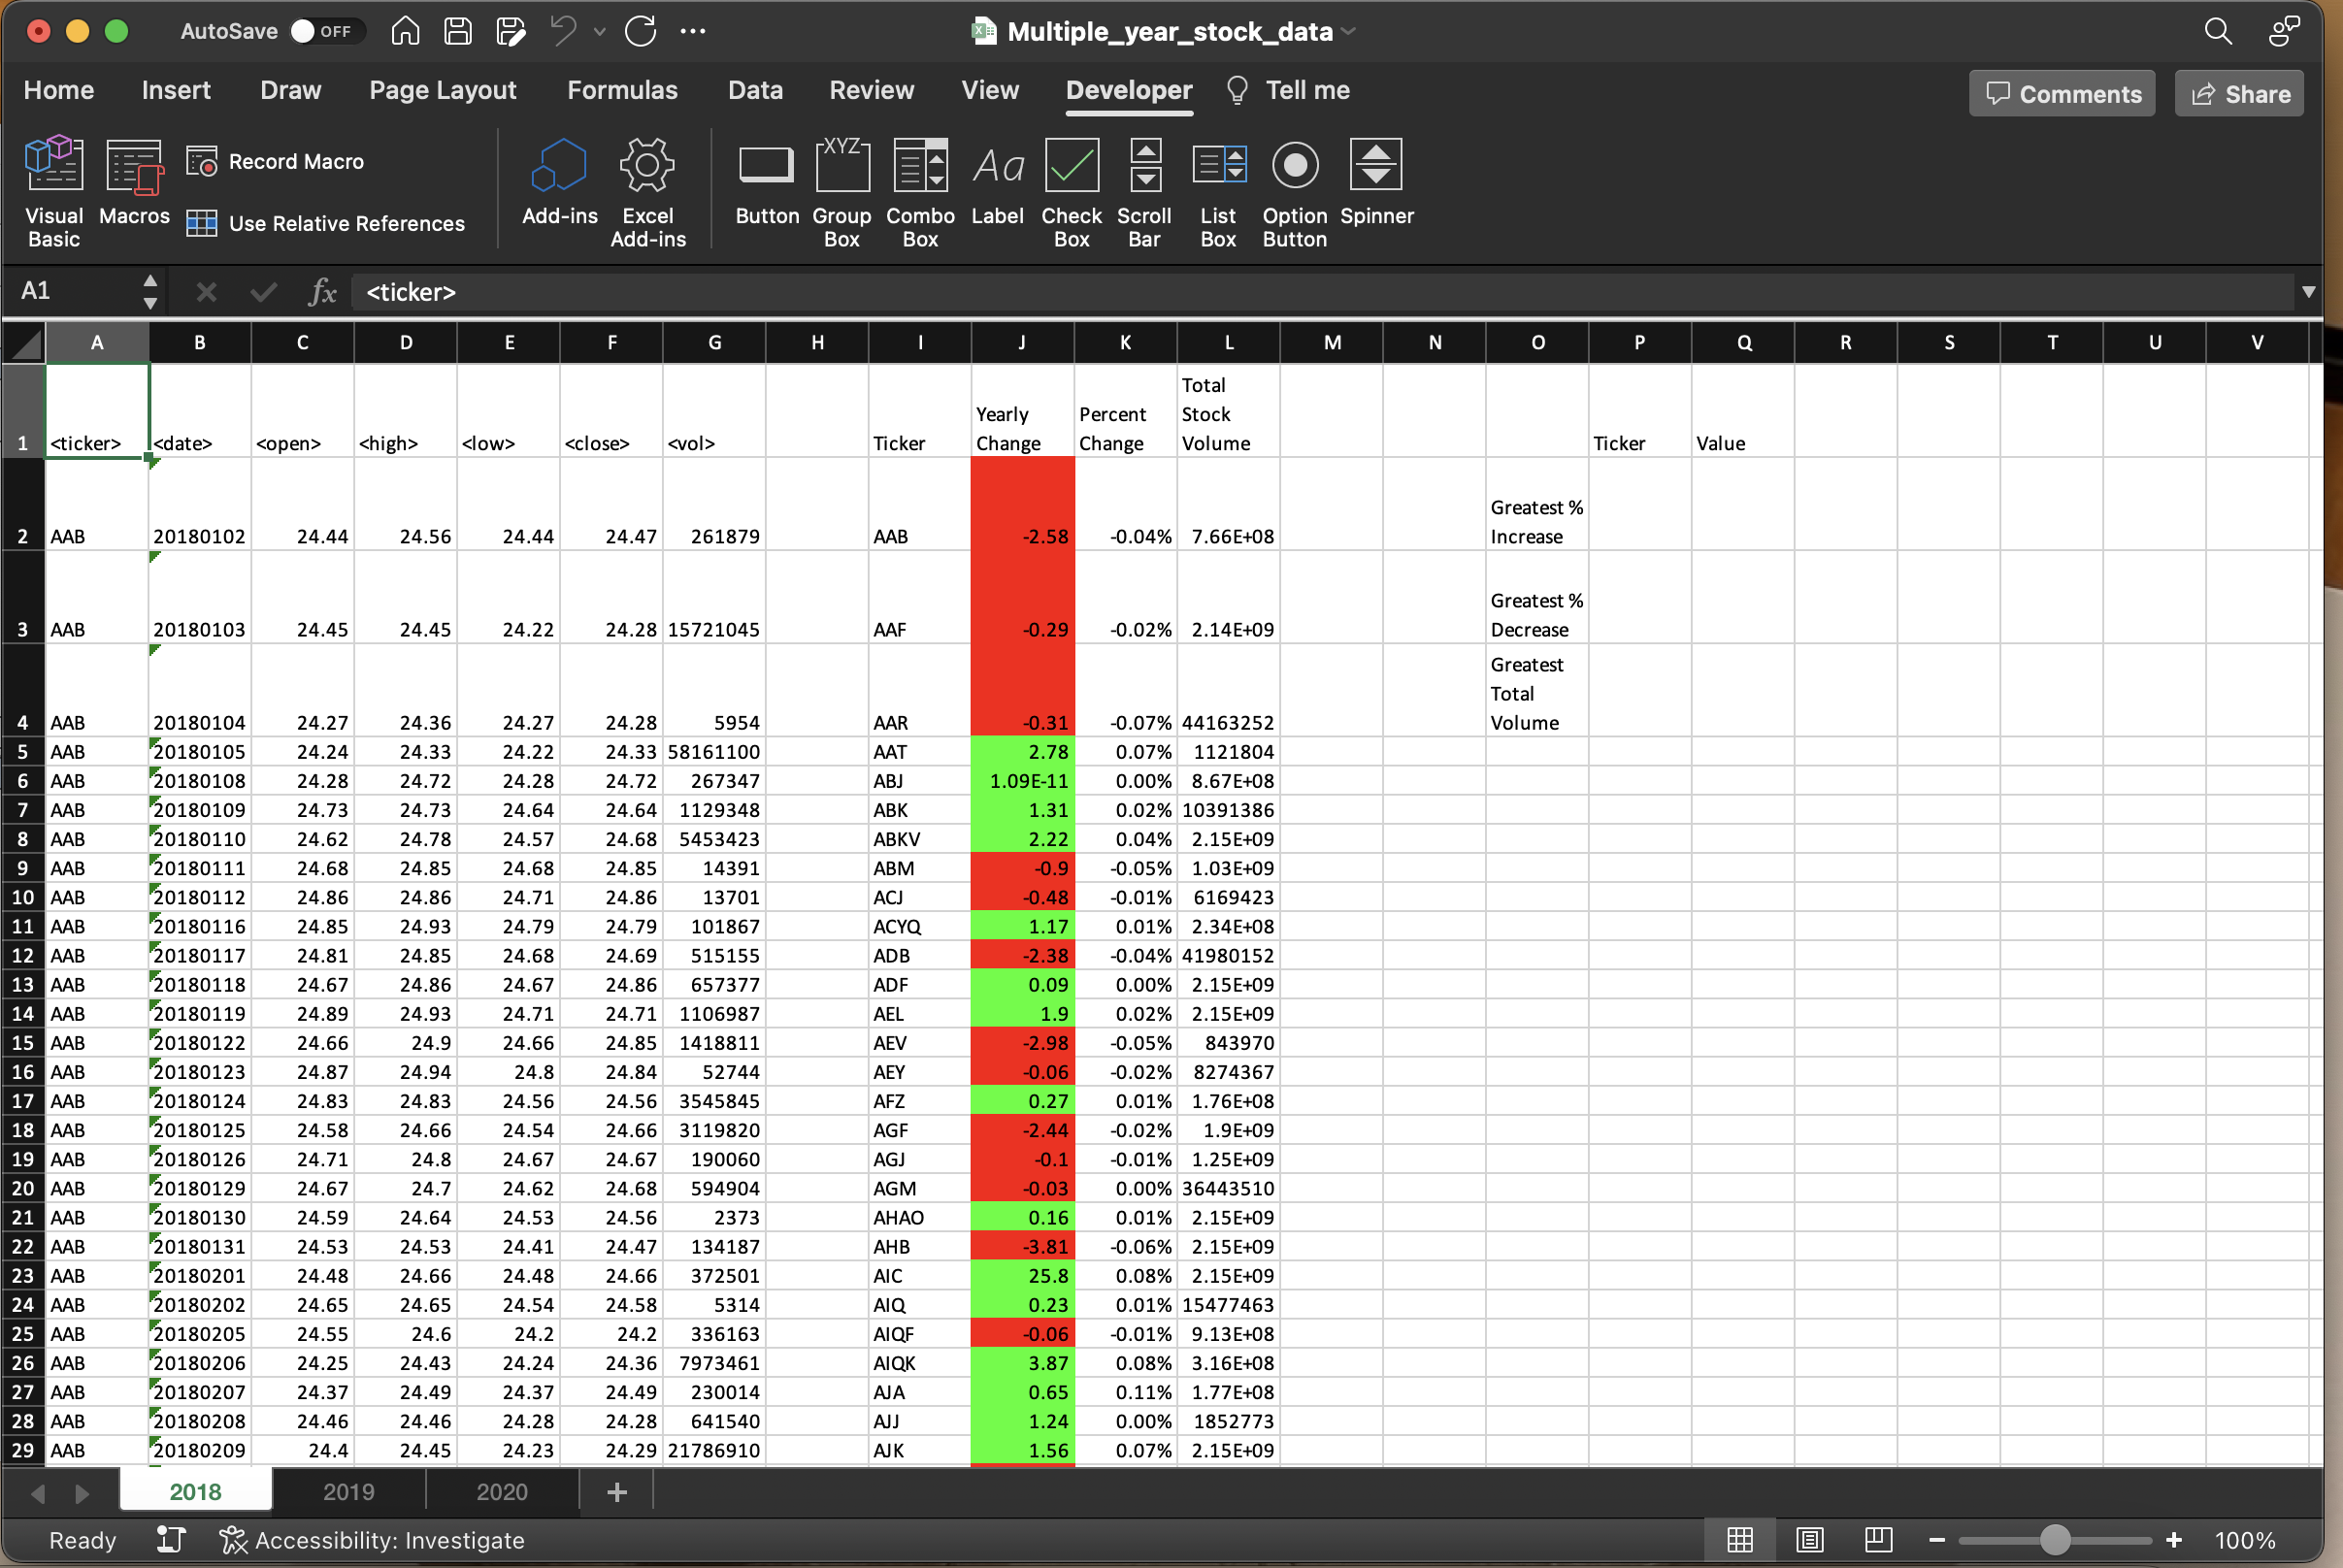 AutoSave OFF
Multiple_year_stock_data
Home Insert Draw Page Layout Formulas Data Review View Developer Tell me Comments Share
Visual Basic
Macros
Record Macro
Use Relative References
Add-ins
Excel Add-ins
Button
XYZ
Group Box
Combo Box
Aa
Label
Check Box
Scroll Bar
List Box
Option Button
Spinner
A1 fx <ticker>
A B C D E F G H I J K L M N O P Q R S T U V
1 <ticker> <date> <open> <high> <low> <close> <vol> Ticker Yearly Change Percent Change Total Stock Volume Ticker Value
2 AAB 20180102 24.44 24.56 24.44 24.47 261879 AAB -2.58 -0.04% 7.66E+08 Greatest % Increase
3 AAB 20180103 24.45 24.45 24.22 24.28 15721045 AAF -0.29 -0.02% 2.14E+09 Greatest % Decrease
4 AAB 20180104 24.27 24.36 24.27 24.28 5954 AAR -0.31 -0.07% 44163252 Greatest Total Volume
5 AAB 20180105 24.24 24.33 24.22 24.33 58161100 AAT 2.78 0.07% 1121804
6 AAB 20180108 24.28 24.72 24.28 24.72 267347 ABJ 1.09E-11 0.00% 8.67E+08
7 AAB 20180109 24.73 24.73 24.64 24.64 1129348 ABK 1.31 0.02% 10391386
8 AAB 20180110 24.62 24.78 24.57 24.68 5453423 ABKV 2.22 0.04% 2.15E+09
9 AAB 20180111 24.68 24.85 24.68 24.85 14391 ABM -0.9 -0.05% 1.03E+09
10 AAB 20180112 24.86 24.86 24.71 24.86 13701 ACJ -0.48 -0.01% 6169423
11 AAB 20180116 24.85 24.93 24.79 24.79 101867 ACYQ 1.17 0.01% 2.34E+08
12 AAB 20180117 24.81 24.85 24.68 24.69 515155 ADB -2.38 -0.04% 41980152
13 AAB 20180118 24.67 24.86 24.67 24.86 657377 ADF 0.09 0.00% 2.15E+09
14 AAB 20180119 24.89 24.93 24.71 24.71 1106987 AEL 1.9 0.02% 2.15E+09
15 AAB 20180122 24.66 24.9 24.66 24.85 1418811 AEV -2.98 -0.05% 843970
16 AAB 20180123 24.87 24.94 24.8 24.84 52744 AEY -0.06 -0.02% 8274367
17 AAB 20180124 24.83 24.83 24.56 24.56 3545845 AFZ 0.27 0.01% 1.76E+08
18 AAB 20180125 24.58 24.66 24.54 24.66 3119820 AGF -2.44 -0.02% 1.9E+09
19 AAB 20180126 24.71 24.8 24.67 24.67 190060 AGJ -0.1 -0.01% 1.25E+09
20 AAB 20180129 24.67 24.7 24.62 24.68 594904 AGM -0.03 0.00% 36443510
21 AAB 20180130 24.59 24.64 24.53 24.56 2373 AHAO 0.16 0.01% 2.15E+09
22 AAB 20180131 24.53 24.53 24.41 24.47 134187 AHB -3.81 -0.06% 2.15E+09
23 AAB 20180201 24.48 24.66 24.48 24.66 372501 AIC 25.8 0.08% 2.15E+09
24 AAB 20180202 24.65 24.65 24.54 24.58 5314 AIQ 0.23 0.01% 15477463
25 AAB 20180205 24.55 24.6 24.2 24.2 336163 AIQF -0.06 -0.01% 9.13E+08
26 AAB 20180206 24.25 24.43 24.24 24.36 7973461 AIQK 3.87 0.08% 3.16E+08
27 AAB 20180207 24.37 24.49 24.37 24.49 230014 AJA 0.65 0.11% 1.77E+08
28 AAB 20180208 24.46 24.46 24.28 24.28 641540 AJJ 1.24 0.00% 1852773
29 AAB 20180209 24.4 24.45 24.23 24.29 21786910 AJK 1.56 0.07% 2.15E+09
2018 2019 2020 +
Ready Accessibility: Investigate 100%